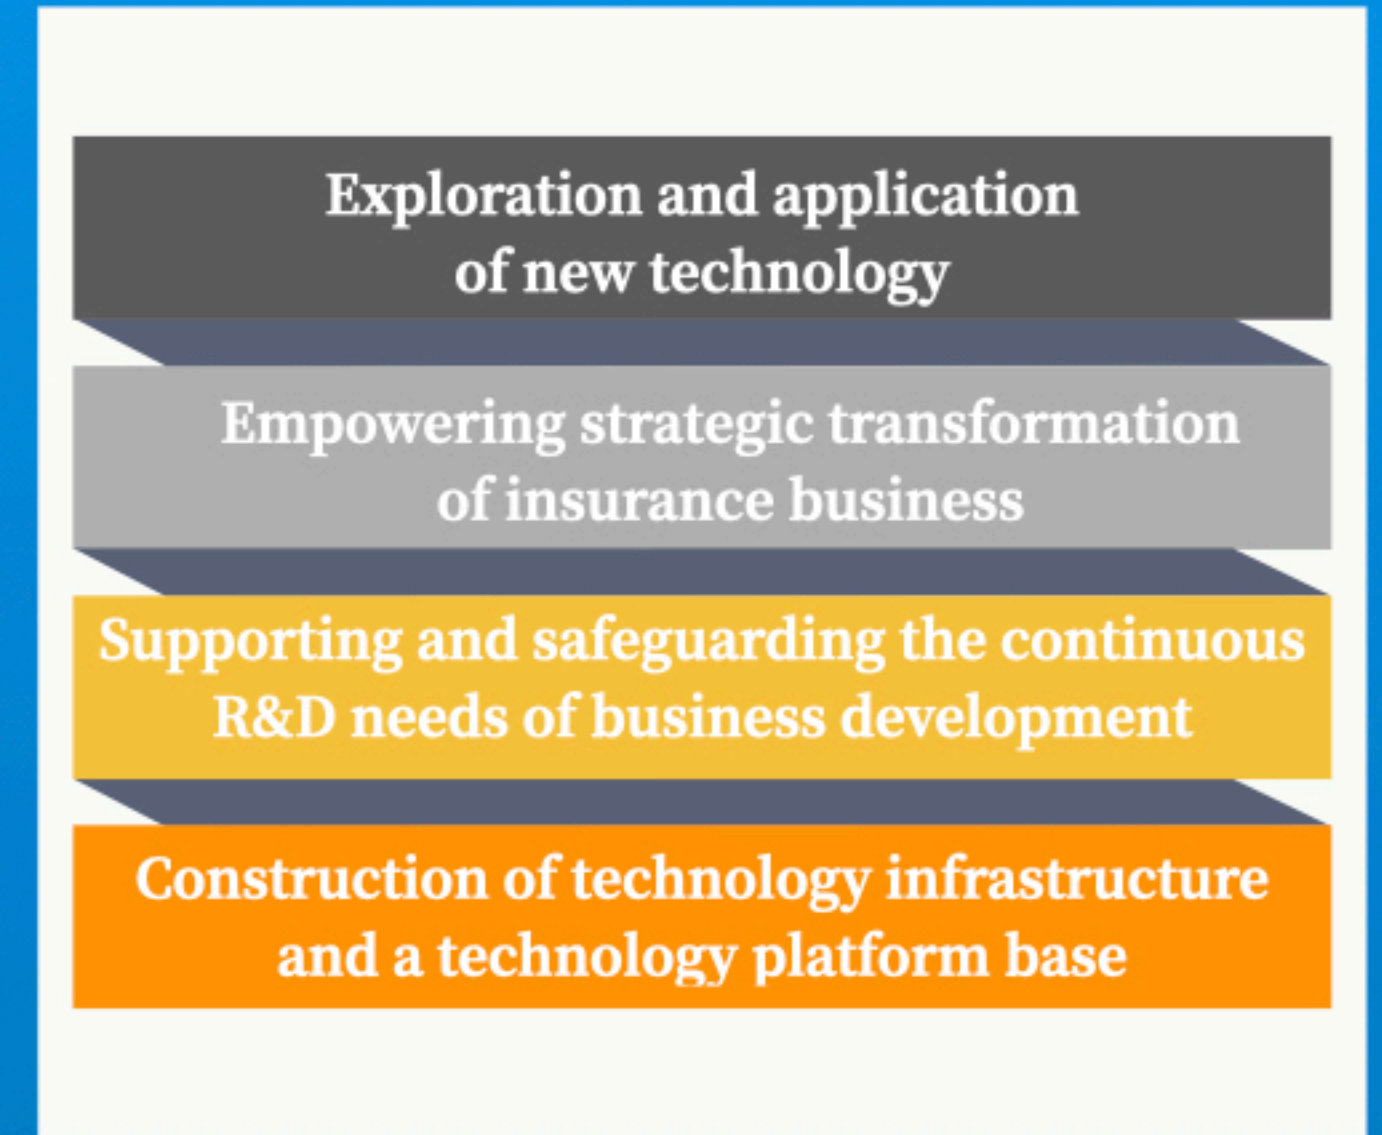 Exploration and application
of new technology
Empowering strategic transformation
of insurance business
Supporting and safeguarding the continuous
R&D needs of business development
Construction of technology infrastructure
and a technology platform base